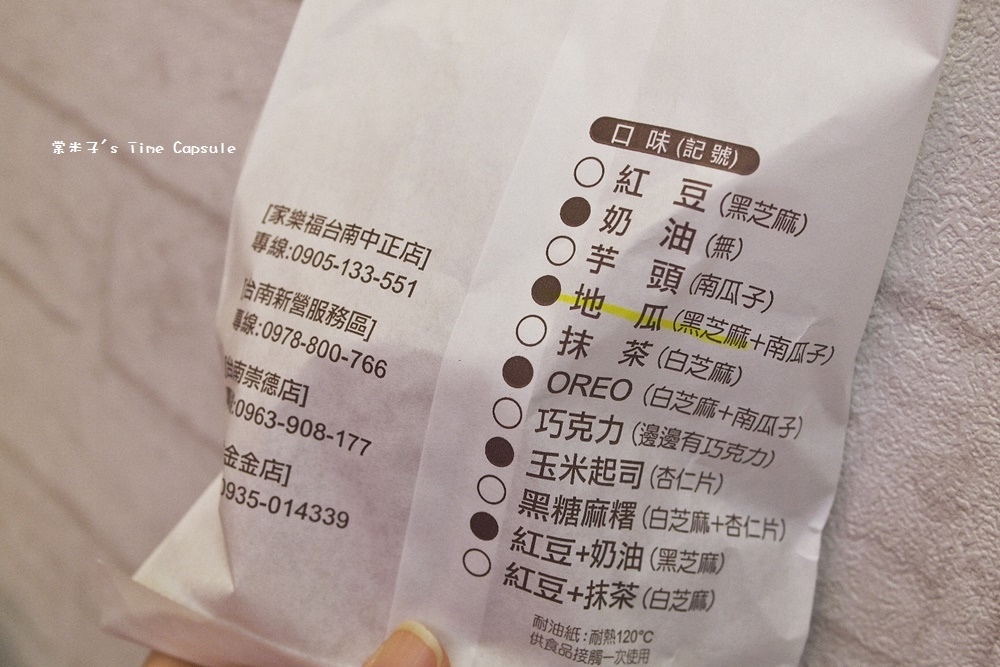 棠米子's Time Capsule
[家樂福台南中正店]
專線:0905-133-551
[台南新營服務區]
專線:0978-800-766
台南崇德店]
線:0963-908-177
金金店]
0935-014339
口味(記號)
紅豆(黑芝麻)
奶油(無)
芋頭(南瓜子)
地瓜(黑芝麻+南瓜子)
抹茶(白芝麻)
OREO(白芝麻+南瓜子)
巧克力(邊邊有巧克力)
玉米起司(杏仁片)
黑糖麻糬(白芝麻+杏仁片)
紅豆+奶油(黑芝麻)
紅豆+抹茶(白芝麻)
耐油紙:耐熱120°C
供食品接觸一次使用